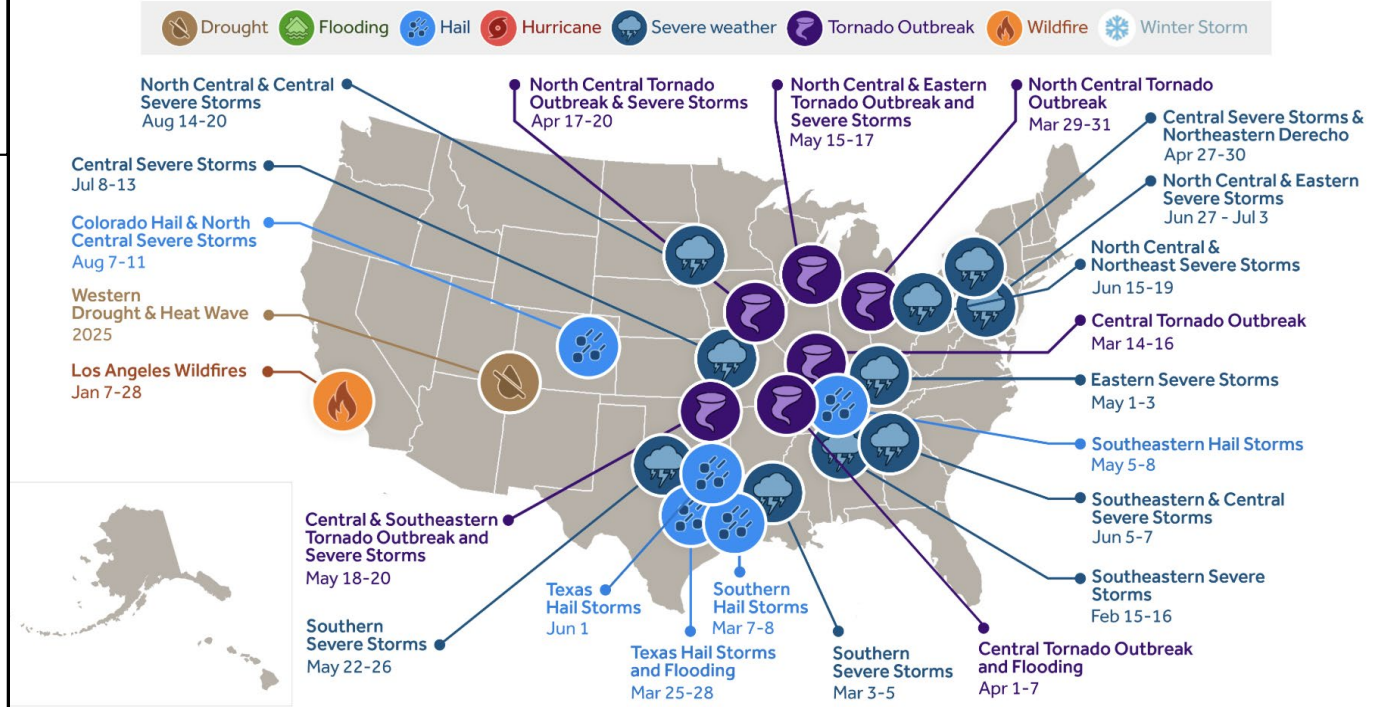 Drought Flooding Hail Hurricane Severe weather Tornado Outbreak Wildfire Winter Storm
North Central & Central
Severe Storms
Aug 14-20
North Central Tornado
Outbreak & Severe Storms
Apr 17-20
North Central & Eastern
Tornado Outbreak and
Severe Storms
May 15-17
North Central Tornado
Outbreak
Mar 29-31
Central Severe Storms &
Northeastern Derecho
Apr 27-30
Central Severe Storms
Jul 8-13
North Central & Eastern
Severe Storms
Jun 27 - Jul 3
Colorado Hail & North
Central Severe Storms
Aug 7-11
North Central &
Northeast Severe Storms
Jun 15-19
Western
Drought & Heat Wave
2025
Central Tornado Outbreak
Mar 14-16
Los Angeles Wildfires
Jan 7-28
Eastern Severe Storms
May 1-3
Southeastern Hail Storms
May 5-8
Southeastern & Central
Severe Storms
Jun 5-7
Central & Southeastern
Tornado Outbreak and
Severe Storms
May 18-20
Southeastern Severe
Storms
Feb 15-16
Texas
Hail Storms
Jun 1
Southern
Hail Storms
Mar 7-8
Southern
Severe Storms
May 22-26
Texas Hail Storms
and Flooding
Mar 25-28
Southern
Severe Storms
Mar 3-5
Central Tornado Outbreak
and Flooding
Apr 1-7